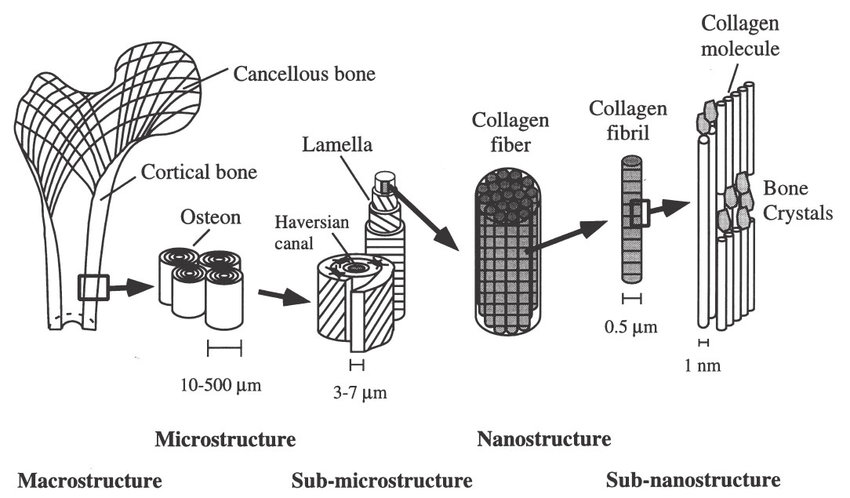 Collagen
molecule
Cancellous bone
Collagen
fiber
Collagen
fibril
Lamella
Cortical bone
Osteon
Haversian
canal
Bone
Crystals
0.5 μm
1 nm
10-500 μm
3-7 μm
Microstructure
Nanostructure
Macrostructure
Sub-microstructure
Sub-nanostructure